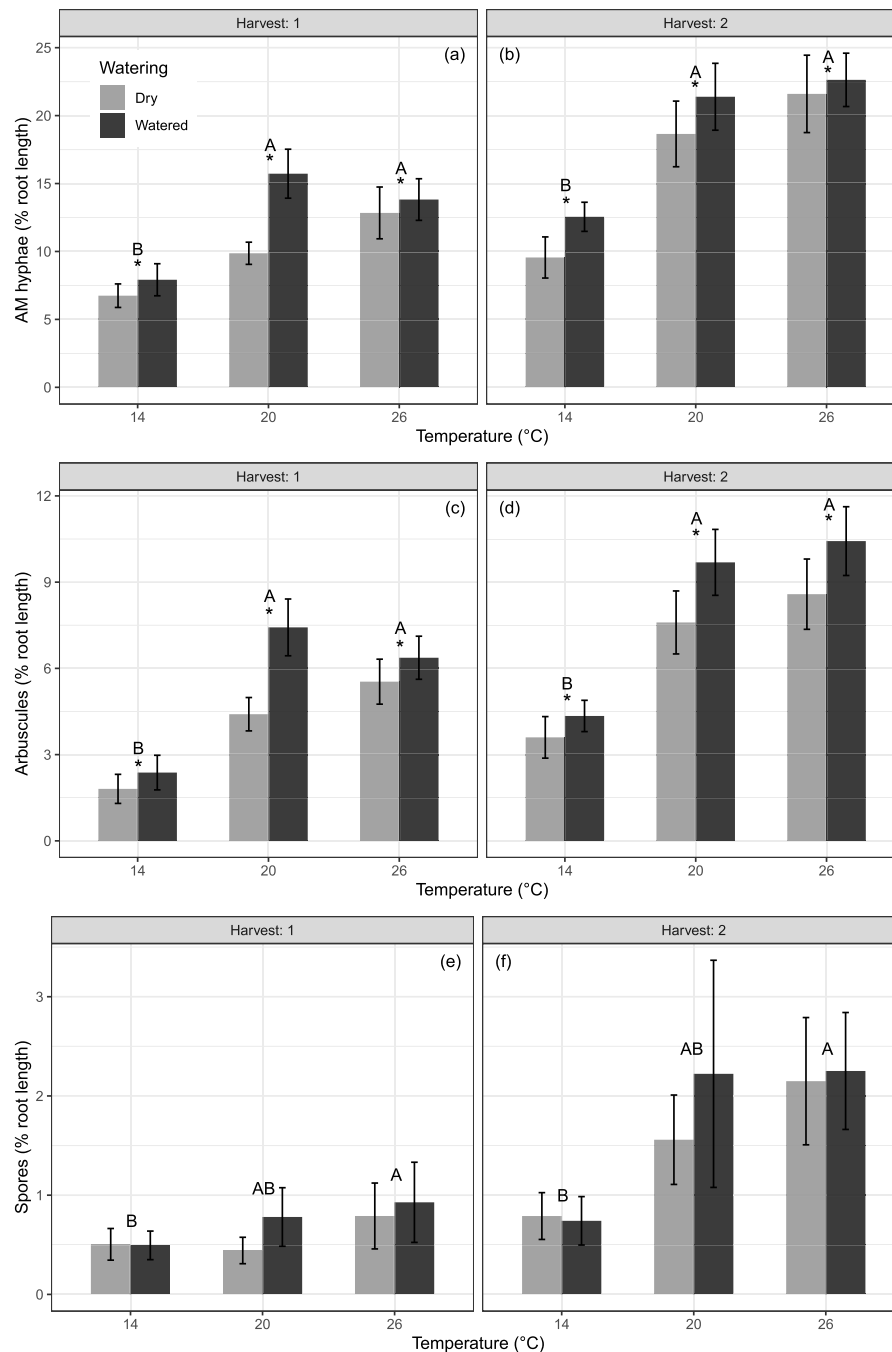 Harvest: 1
Harvest: 2
AM hyphae (% root length)
25
20
15
10
5
0
(a)
Watering
Dry
Watered
B
*
A
*
A
*
(b)
B
*
A
*
A
*
14
20
26
14
20
26
Temperature (°C)
Harvest: 1
Harvest: 2
Arbuscules (% root length)
12
9
6
3
0
(c)
B
*
A
*
A
*
(d)
B
*
A
*
A
*
14
20
26
14
20
26
Temperature (°C)
Harvest: 1
Harvest: 2
Spores (% root length)
3
2
1
0
(e)
B
AB
A
(f)
B
AB
A
14
20
26
14
20
26
Temperature (°C)